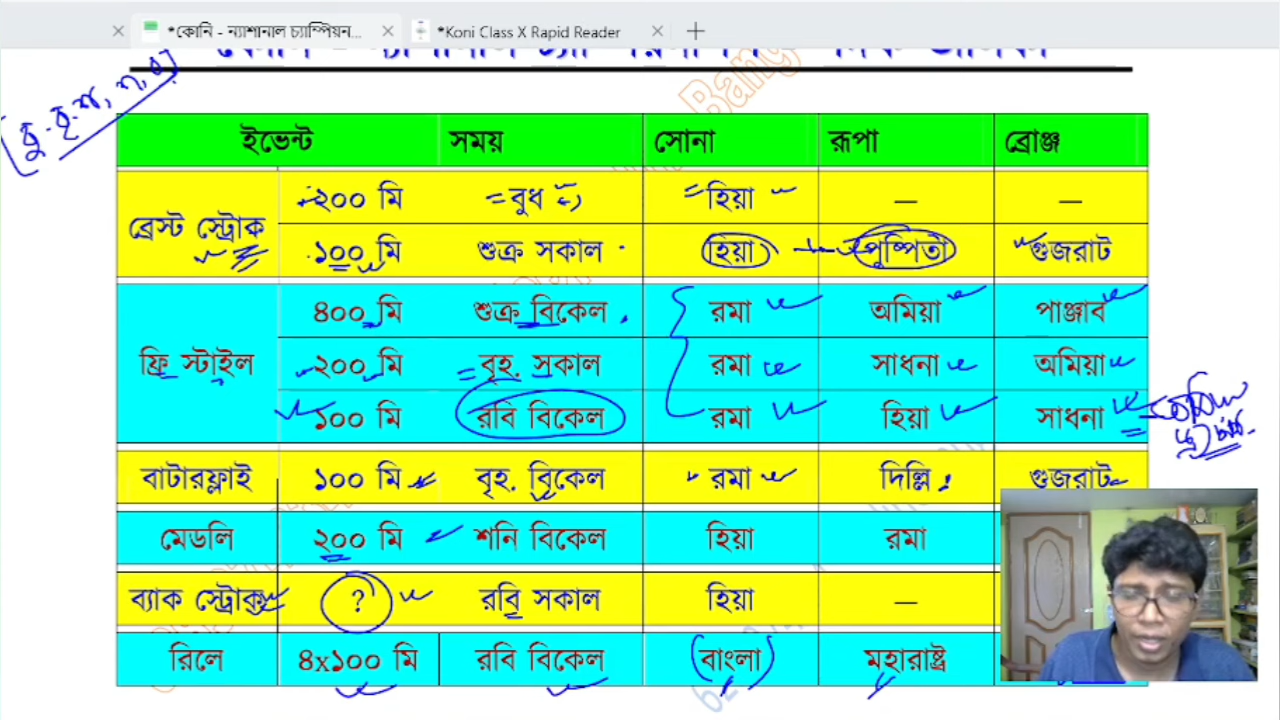 *কোনি - ন্যাশানাল চ্যাম্পিয়ন...
*Koni Class X Rapid Reader
ইভেন্ট সময় সোনা রূপা ব্রোঞ্জ
ব্রেস্ট স্ট্রোক
২০০ মি বুধ হিয়া – –
১০০ মি শুক্র সকাল হিয়া পুষ্পিতা গুজরাট
ফ্রি স্টাইল
৪০০ মি শুক্র বিকেল রমা অমিয়া পাঞ্জাব
২০০ মি বৃহ. সকাল রমা সাধনা অমিয়া
১০০ মি রবি বিকেল রমা হিয়া সাধনা
বাটারফ্লাই ১০০ মি বৃহ. বিকেল রমা দিল্লি গুজরাট
মেডলি ২০০ মি শনি বিকেল হিয়া রমা
ব্যাক স্ট্রোক ? রবি সকাল হিয়া –
রিলে ৪x১০০ মি রবি বিকেল বাংলা মহারাষ্ট্র